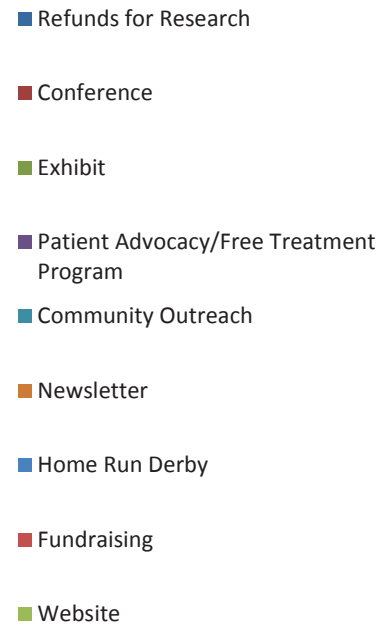 Refunds for Research
Conference
Exhibit
Patient Advocacy/Free Treatment
Program
Community Outreach
Newsletter
Home Run Derby
Fundraising
Website